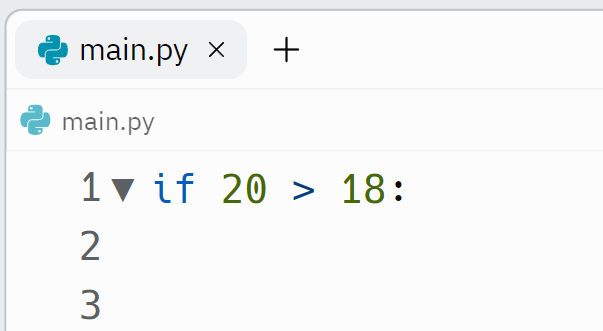 main.py × +
main.py
1 ▼ if 20 > 18:
2
3